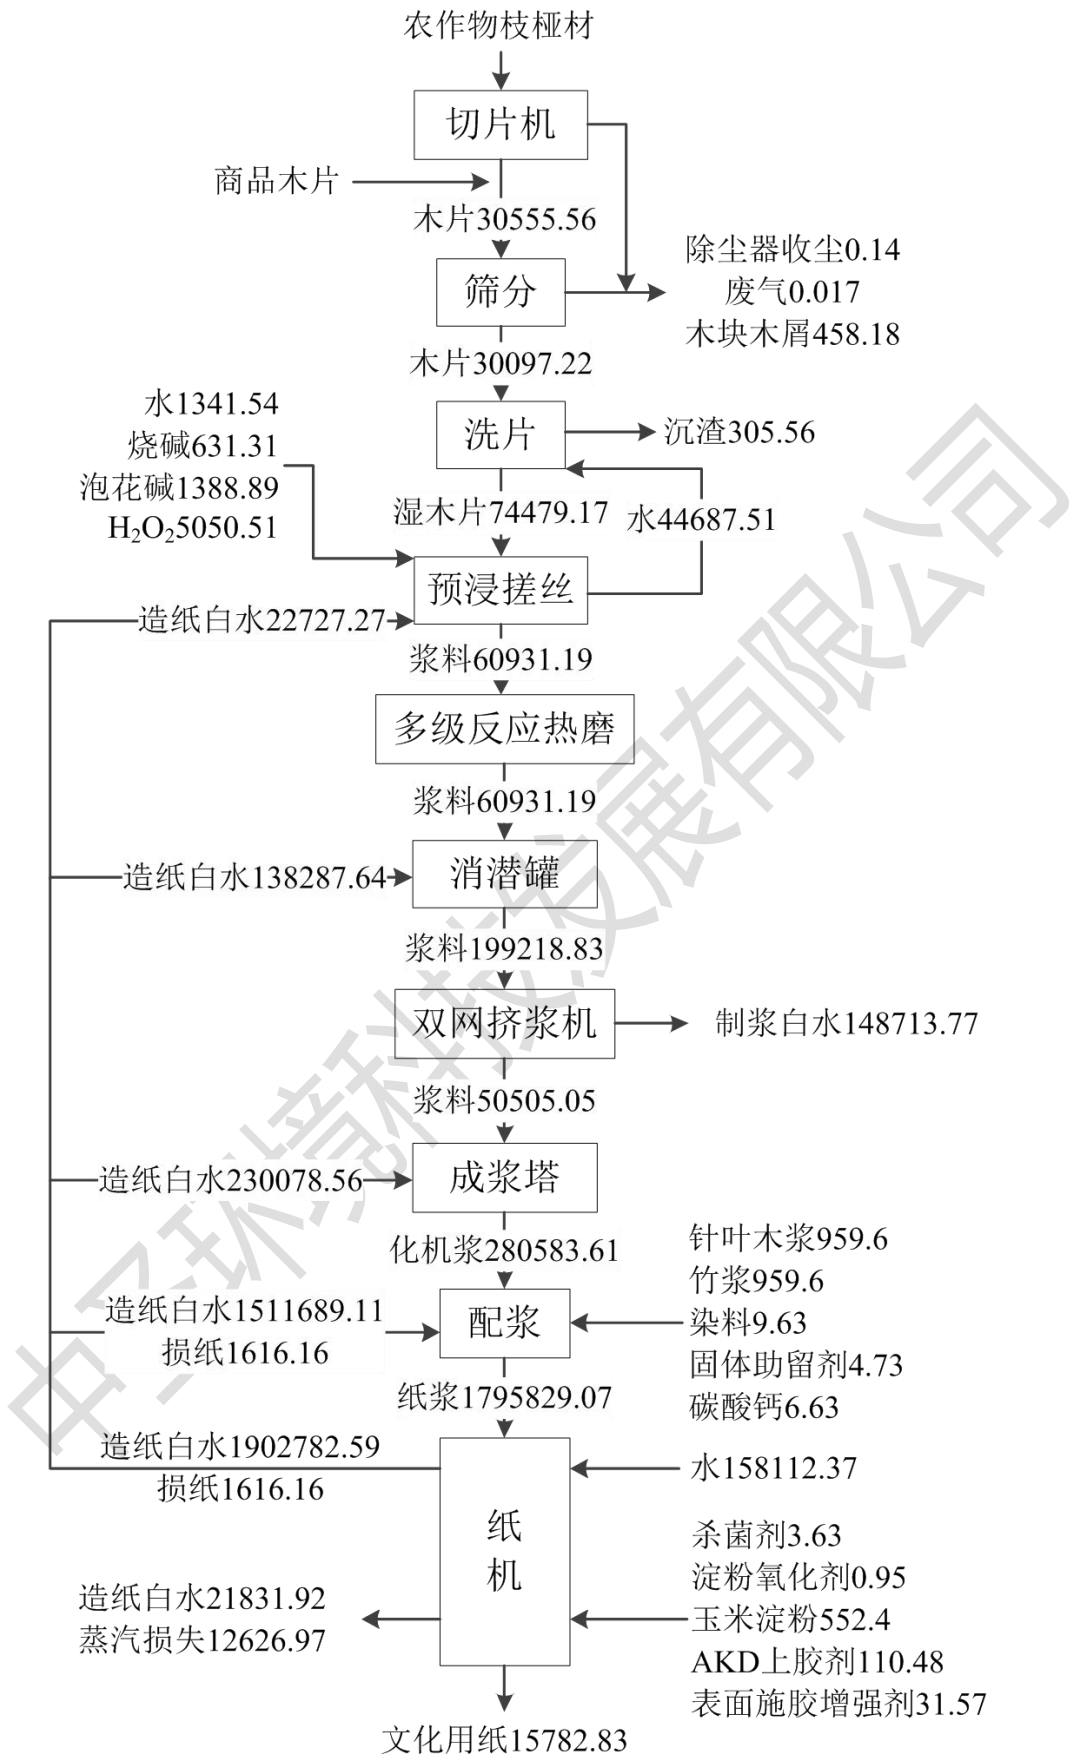 农作物枝桠材
切片机
商品木片
木片30555.56
除尘器收尘0.14
废气0.017
木块木屑458.18
筛分
木片30097.22
水1341.54
烧碱631.31
泡花碱1388.89
H₂O₂5050.51
洗片
沉渣305.56
湿木片74479.17
水44687.51
预浸搓丝
造纸白水22727.27
浆料60931.19
多级反应热磨
浆料60931.19
造纸白水138287.64
消潜罐
浆料199218.83
双网挤浆机
制浆白水148713.77
浆料50505.05
造纸白水230078.56
成浆塔
化机浆280583.61
针叶木浆959.6
竹浆959.6
染料9.63
固体助留剂4.73
碳酸钙6.63
造纸白水1511689.11
损纸1616.16
配浆
纸浆1795829.07
造纸白水1902782.59
损纸1616.16
水158112.37
纸
机
杀菌剂3.63
淀粉氧化剂0.95
玉米淀粉552.4
AKD上胶剂110.48
表面施胶增强剂31.57
造纸白水21831.92
蒸汽损失12626.97
文化用纸15782.83